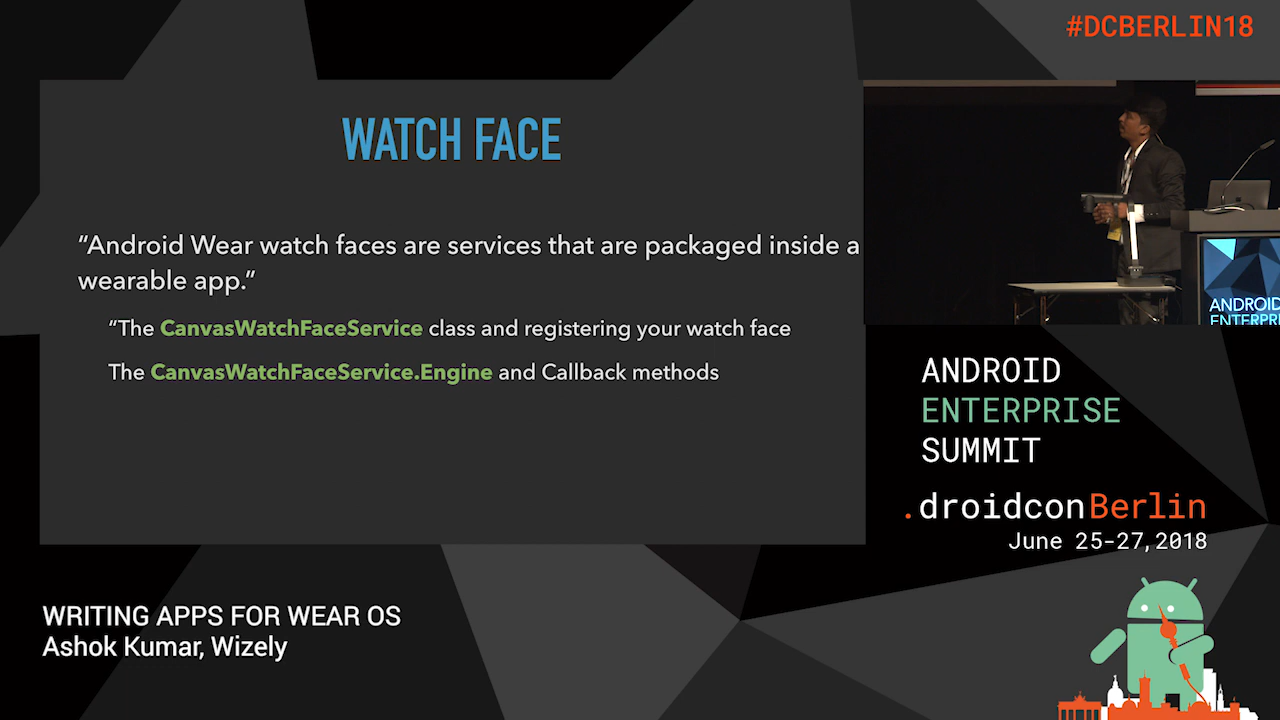 #DCBERLIN18
WATCH FACE
“Android Wear watch faces are services that are packaged inside a
wearable app.”
“The CanvasWatchFaceService class and registering your watch face
The CanvasWatchFaceService.Engine and Callback methods
ANDROID
ENTERPRI
ANDROID
ENTERPRISE
SUMMIT
.droidconBerlin
June 25-27, 2018
WRITING APPS FOR WEAR OS
Ashok Kumar, Wizely